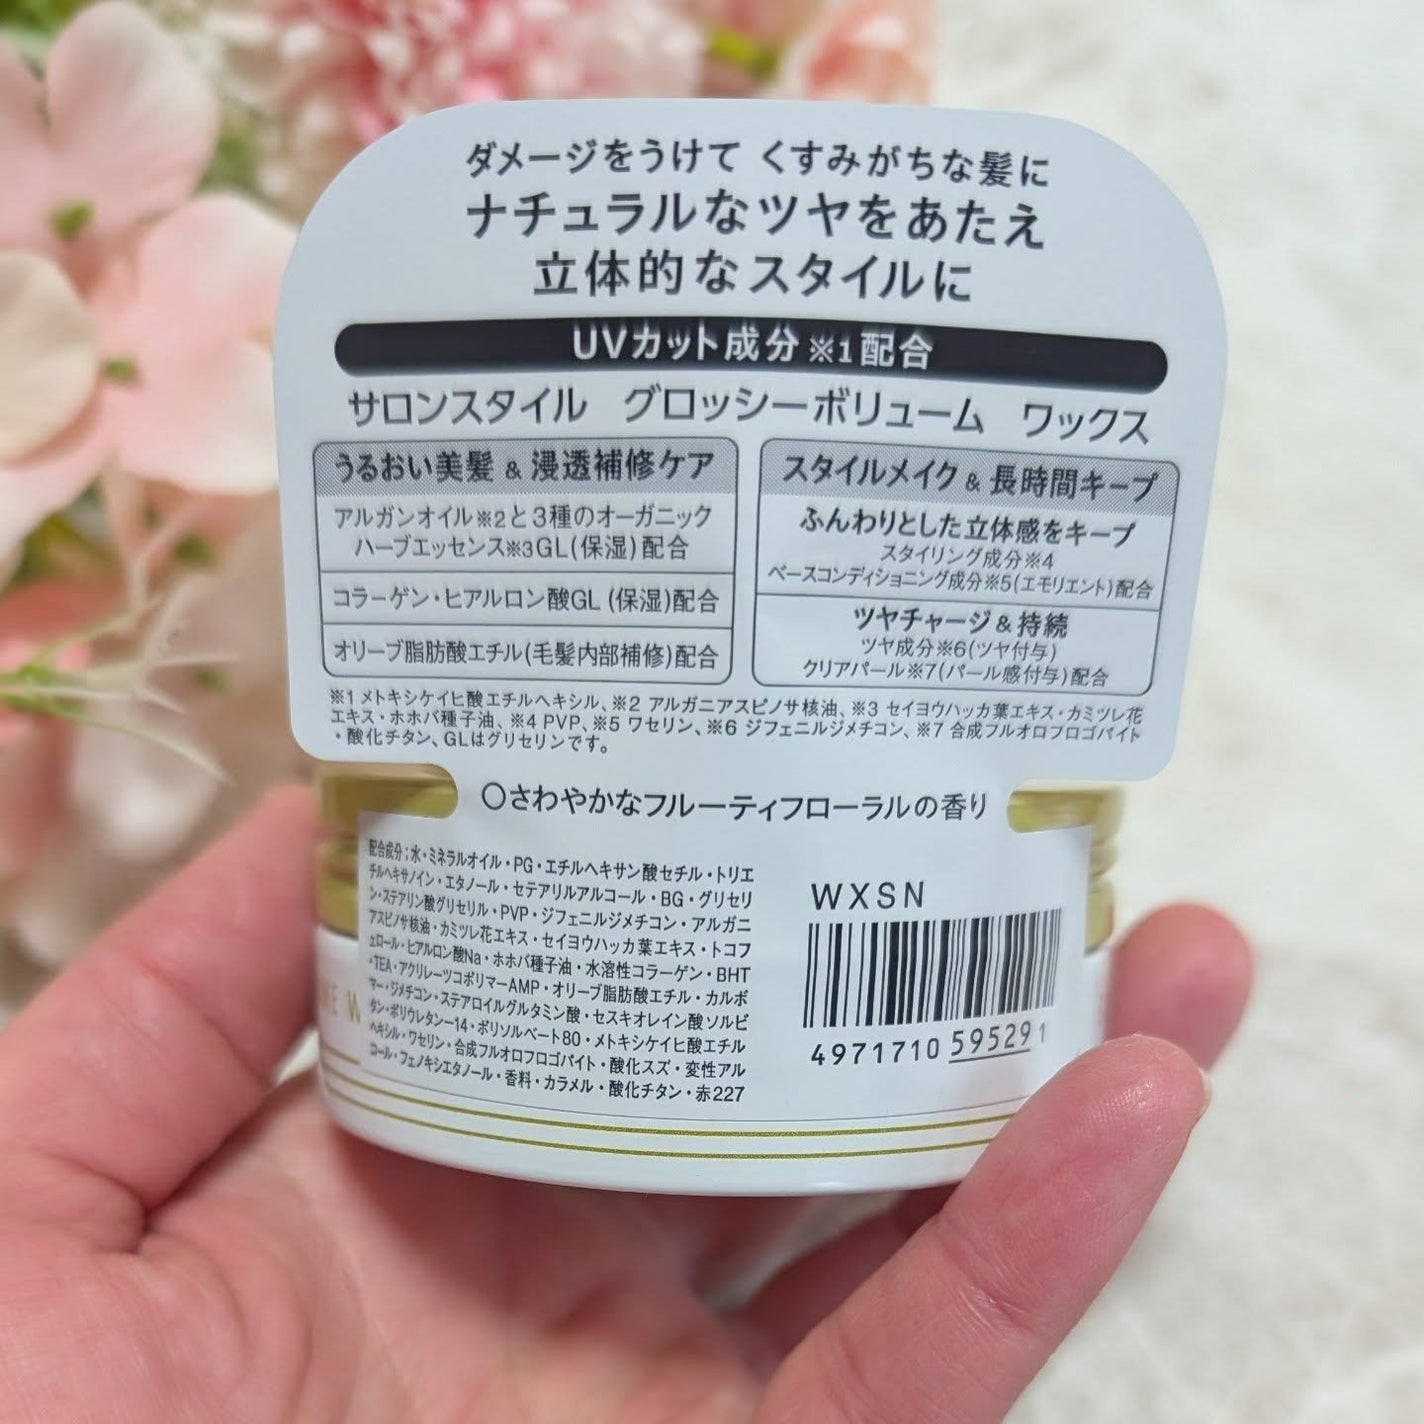 ダメージをうけて くすみがちな髪に
ナチュラルなツヤをあたえ
立体的なスタイルに
UVカット成分※1配合
サロンスタイル グロッシーボリューム ワックス
うるおい美髪 & 浸透補修ケア
アルガンオイル※2と3種のオーガニック
ハーブエッセンス※3GL(保湿)配合
コラーゲン・ヒアルロン酸GL (保湿)配合
オリーブ脂肪酸エチル(毛髪内部補修)配合
スタイルメイク & 長時間キープ
ふんわりとした立体感をキープ
スタイリング成分※4
ベースコンディショニング成分※5(エモリエント)配合
ツヤチャージ & 持続
ツヤ成分※6(ツヤ付与)
クリアパール※7(パール感付与)配合
※1 メトキシケイヒ酸エチルヘキシル、※2 アルガニアスピノサ核油、※3 セイヨウハッカ葉エキス・カミツレ花
エキス・ホホバ種子油、※4 PVP、※5 ワセリン、※6 ジフェニルジメチコン、※7 合成フルオロフロゴパイト
・酸化チタン、GLはグリセリンです。
○さわやかなフルーティフローラルの香り
配合成分;水・ミネラルオイル・PG・エチルヘキサン酸セチル・トリエ
チルヘキサノイン・エタノール・セテアリルアルコール・BG・グリセリ
ン・ステアリン酸グリセリル・PVP・ジフェニルジメチコン・アルガニ
アスピノサ核油・カミツレ花エキス・セイヨウハッカ葉エキス・トコフ
ェロール・ヒアルロン酸Na・ホホバ種子油・水溶性コラーゲン・BHT
・TEA・アクリレーツコポリマーAMP・オリーブ脂肪酸エチル・カルボ
マー・ジメチコン・ステアロイルグルタミン酸・セスキオレイン酸ソルビ
タン・ポリウレタン-14・ポリソルベート80・メトキシケイヒ酸エチル
ヘキシル・ワセリン・合成フルオロフロゴパイト・酸化スズ・変性アル
コール・フェノキシエタノール・香料・カラメル・酸化チタン・赤227
WXSN
4971710 595291